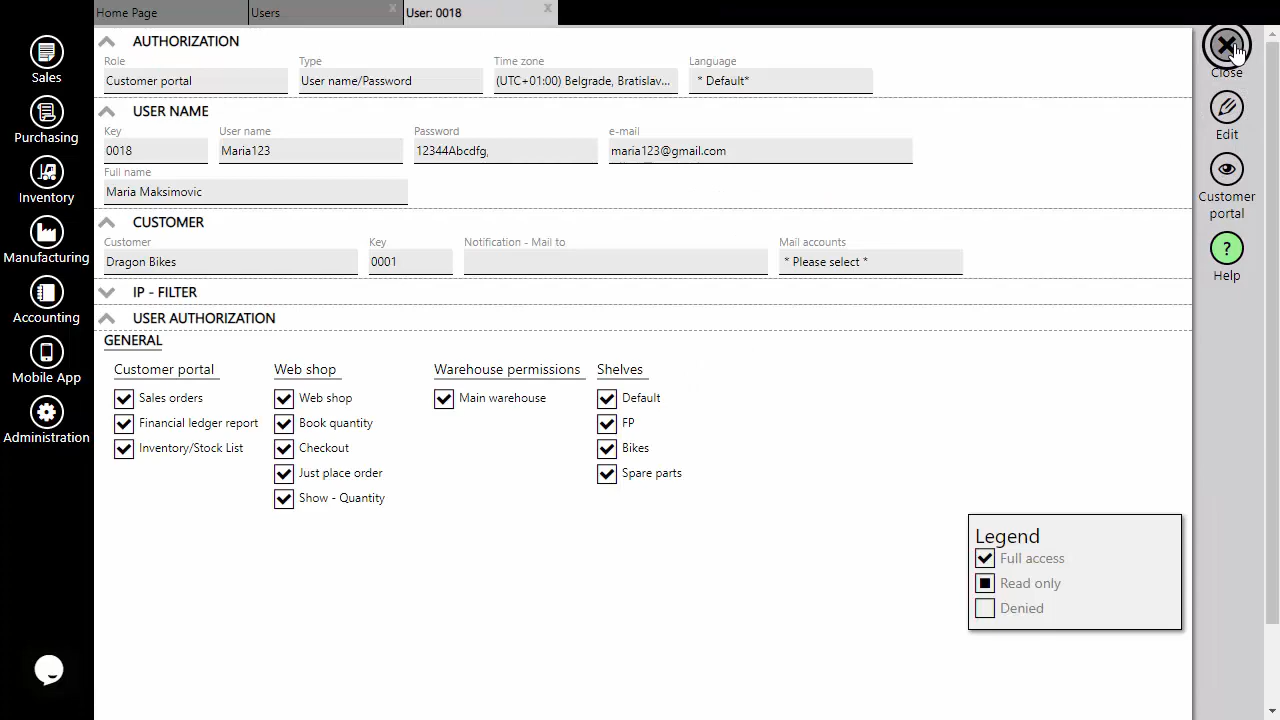 Home Page
Users
x
User: 0018
x
Sales
Purchasing
Inventory
Manufacturing
Accounting
Mobile App
Administration
AUTHORIZATION
Role
Type
Time zone
Language
Customer portal
User name/Password
(UTC+01:00) Belgrade, Bratislav...
* Default*
USER NAME
Key
User name
Password
e-mail
0018
Maria123
12344Abcdfg,
maria123@gmail.com
Full name
Maria Maksimovic
CUSTOMER
Customer
Key
Notification - Mail to
Mail accounts
Dragon Bikes
0001
* Please select *
IP - FILTER
USER AUTHORIZATION
GENERAL
Customer portal
Sales orders
Financial ledger report
Inventory/Stock List
Web shop
Web shop
Book quantity
Checkout
Just place order
Show - Quantity
Warehouse permissions
Main warehouse
Shelves
Default
FP
Bikes
Spare parts
Legend
Full access
Read only
Denied
Close
Edit
Customer
portal
?
Help